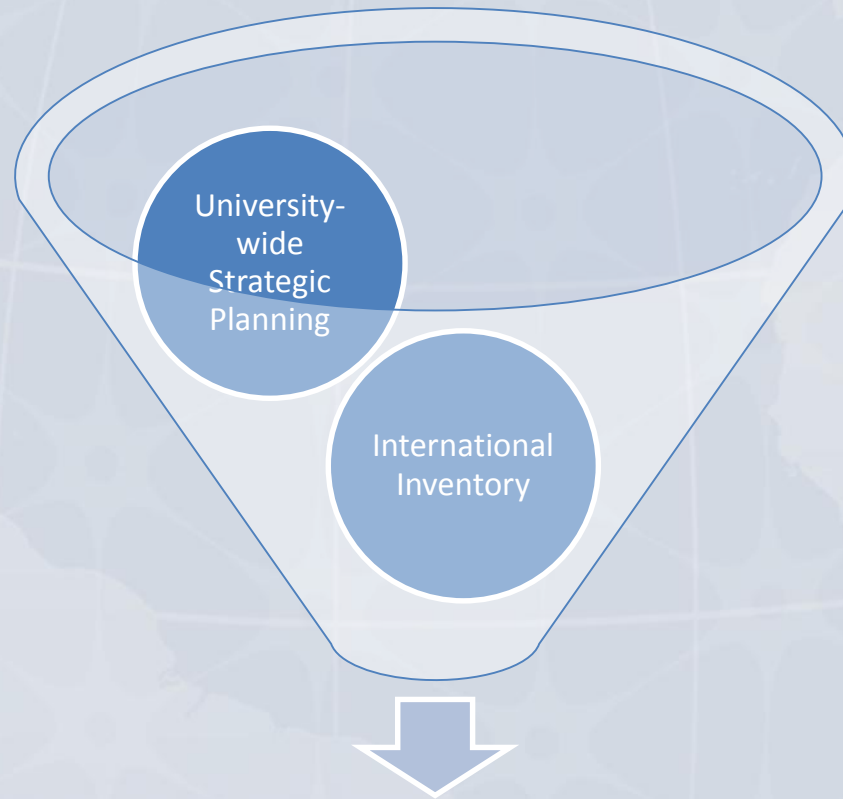 University-
wide
Strategic
Planning
International
Inventory